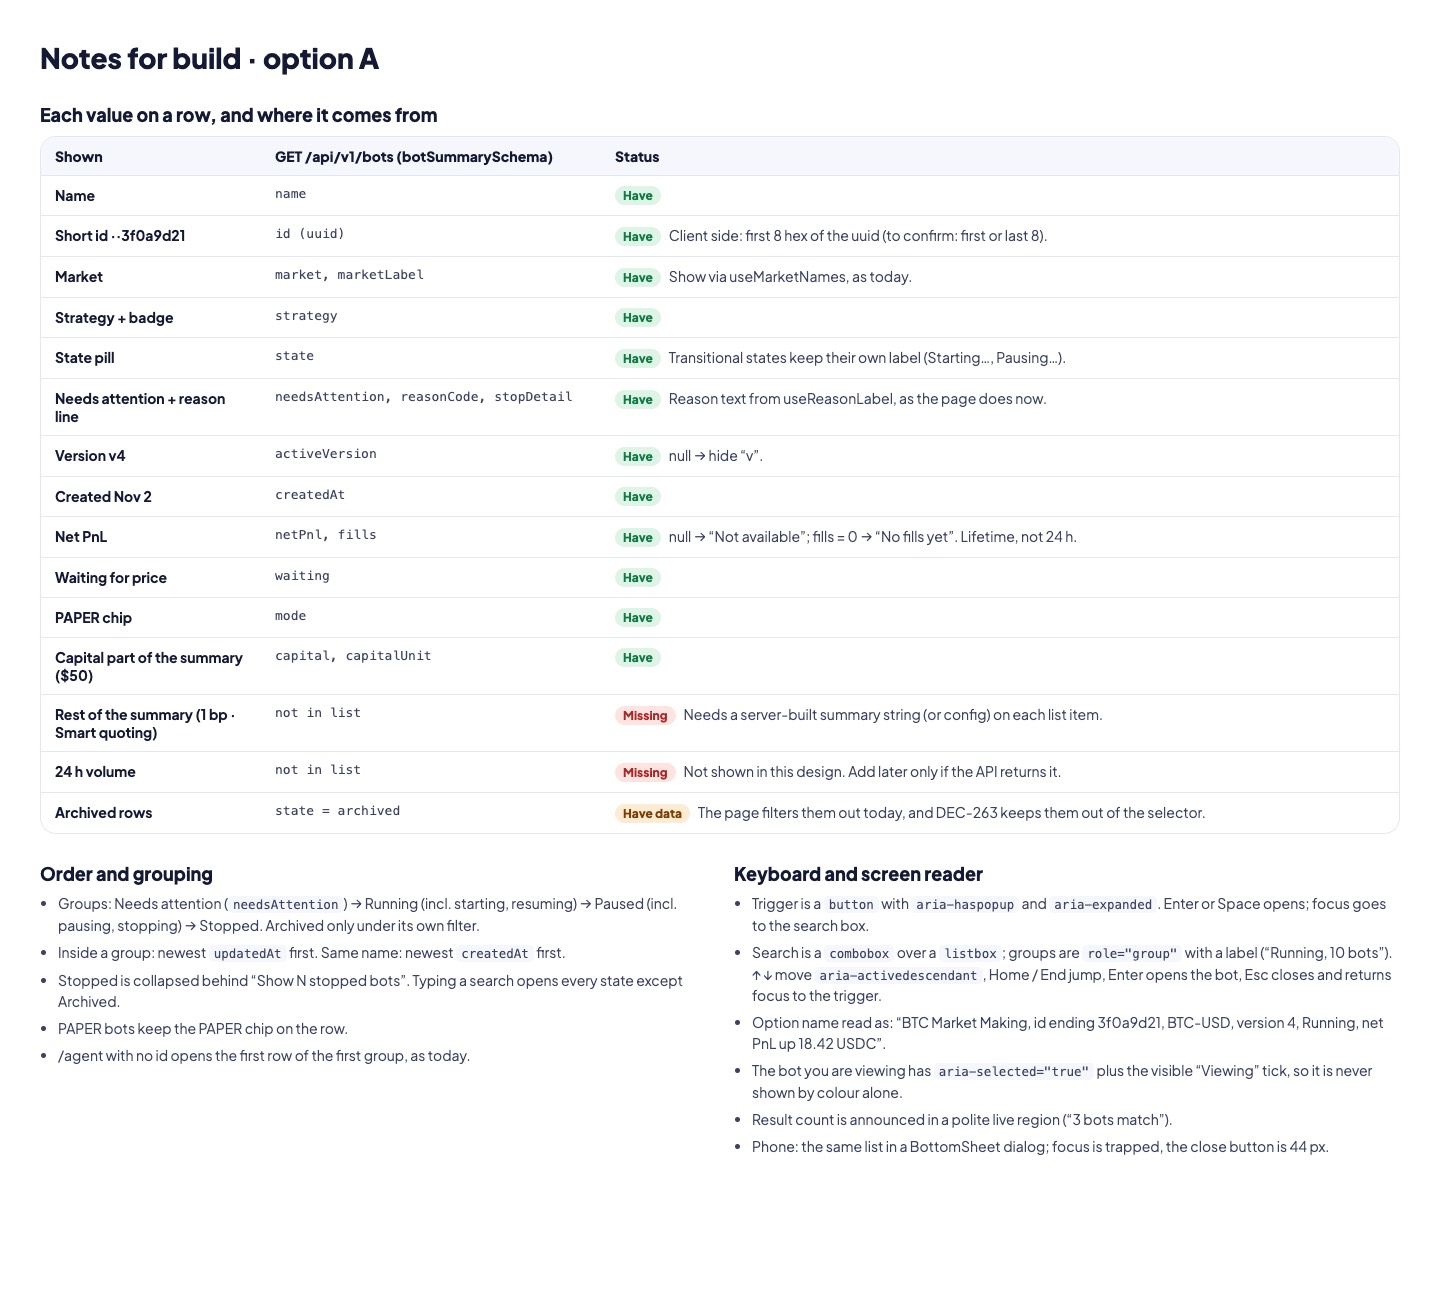 Notes for build · option A
Each value on a row, and where it comes from
Shown GET /api/v1/bots (botSummarySchema) Status
Name name Have
Short id ··3f0a9d21 id (uuid) Have Client side: first 8 hex of the uuid (to confirm: first or last 8).
Market market, marketLabel Have Show via useMarketNames, as today.
Strategy + badge strategy Have
State pill state Have Transitional states keep their own label (Starting…, Pausing…).
Needs attention + reason
line
needsAttention, reasonCode, stopDetail Have Reason text from useReasonLabel, as the page does now.
Version v4 activeVersion Have null → hide “v”.
Created Nov 2 createdAt Have
Net PnL netPnl, fills Have null → “Not available”; fills = 0 → “No fills yet”. Lifetime, not 24 h.
Waiting for price waiting Have
PAPER chip mode Have
Capital part of the summary
($50)
capital, capitalUnit Have
Rest of the summary (1 bp ·
Smart quoting)
not in list Missing Needs a server-built summary string (or config) on each list item.
24 h volume not in list Missing Not shown in this design. Add later only if the API returns it.
Archived rows state = archived Have data The page filters them out today, and DEC-263 keeps them out of the selector.
Order and grouping
• Groups: Needs attention ( needsAttention ) → Running (incl. starting, resuming) → Paused (incl.
pausing, stopping) → Stopped. Archived only under its own filter.
• Inside a group: newest updatedAt first. Same name: newest createdAt first.
• Stopped is collapsed behind “Show N stopped bots”. Typing a search opens every state except
Archived.
• PAPER bots keep the PAPER chip on the row.
• /agent with no id opens the first row of the first group, as today.
Keyboard and screen reader
• Trigger is a button with aria-haspopup and aria-expanded . Enter or Space opens; focus goes
to the search box.
• Search is a combobox over a listbox ; groups are role="group" with a label (“Running, 10 bots”).
↑ ↓ move aria-activedescendant , Home / End jump, Enter opens the bot, Esc closes and returns
focus to the trigger.
• Option name read as: “BTC Market Making, id ending 3f0a9d21, BTC-USD, version 4, Running, net
PnL up 18.42 USDC”.
• The bot you are viewing has aria-selected="true" plus the visible “Viewing” tick, so it is never
shown by colour alone.
• Result count is announced in a polite live region (“3 bots match”).
• Phone: the same list in a BottomSheet dialog; focus is trapped, the close button is 44 px.